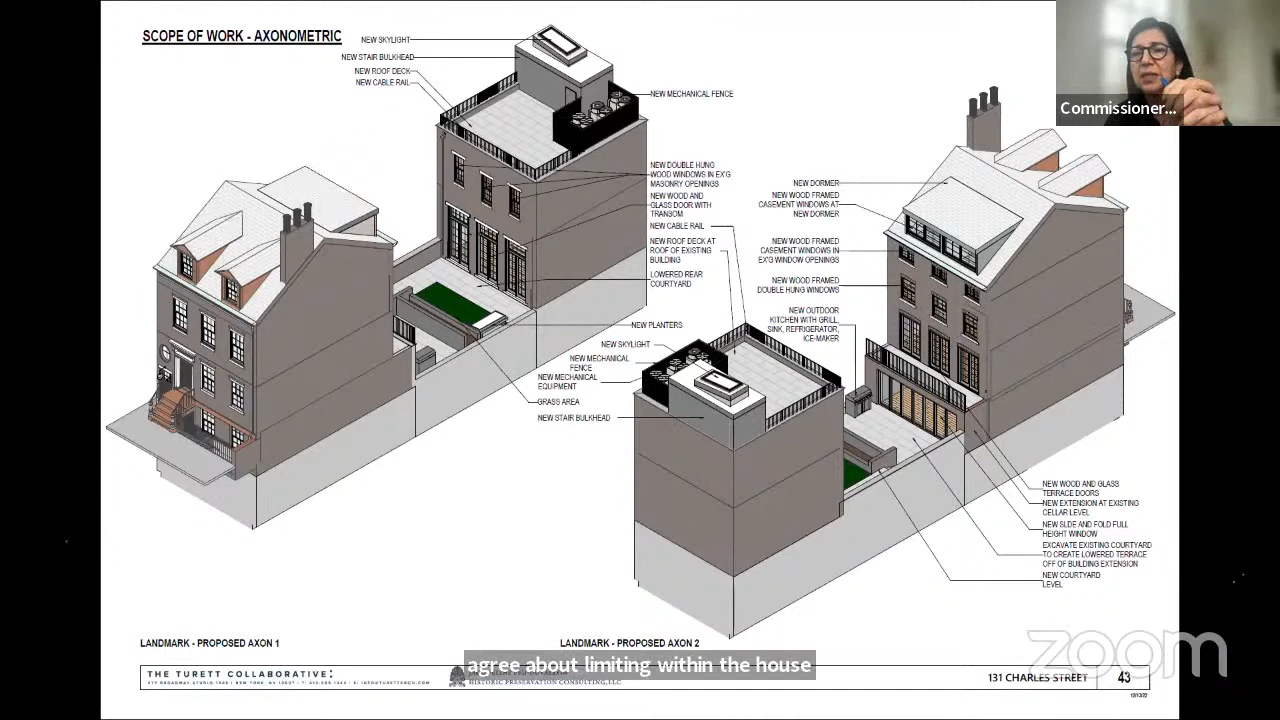 SCOPE OF WORK - AXONOMETRIC
NEW SKYLIGHT
NEW STAIR BULKHEAD
NEW ROOF DECK
NEW CABLE RAIL
NEW MECHANICAL FENCE
NEW DOUBLE HUNG
WOOD WINDOWS IN EX'G
MASONRY OPENINGS
NEW WOOD AND
GLASS DOOR WITH
TRANSOM
NEW CABLE RAIL
NEW ROOF DECK AT
ROOF OF EXISTING
BUILDING
LOWERED REAR
COURTYARD
NEW PLANTERS
NEW SKYLIGHT
NEW MECHANICAL
FENCE
NEW MECHANICAL
EQUIPMENT
GRASS AREA
NEW STAIR BULKHEAD
Commissioner...
NEW DORMER
NEW WOOD FRAMED
CASEMENT WINDOWS AT
NEW DORMER
NEW WOOD FRAMED
CASEMENT WINDOWS IN
EX'G WINDOW OPENINGS
NEW WOOD FRAMED
DOUBLE HUNG WINDOWS
NEW OUTDOOR
KITCHEN WITH GRILL,
SINK, REFRIGERATOR,
ICE-MAKER
NEW WOOD AND GLASS
TERRACE DOORS
NEW EXTENSION AT EXISTING
CELLAR LEVEL
NEW SLDE AND FOLD FULL
HEIGHT WINDOW
EXCAVATE EXISTING COURTYARD
TO CREATE LOWERED TERRACE
OFF OF BUILDING EXTENSION
NEW COURTYARD
LEVEL
LANDMARK - PROPOSED AXON 1
LANDMARK - PROPOSED AXON 2
agree about limiting within the house
zoom
THE TURETT COLLABORATIVE:
HISTORIC PRESERVATION CONSULTING, LLC
131 CHARLES STREET
43
12/13/22